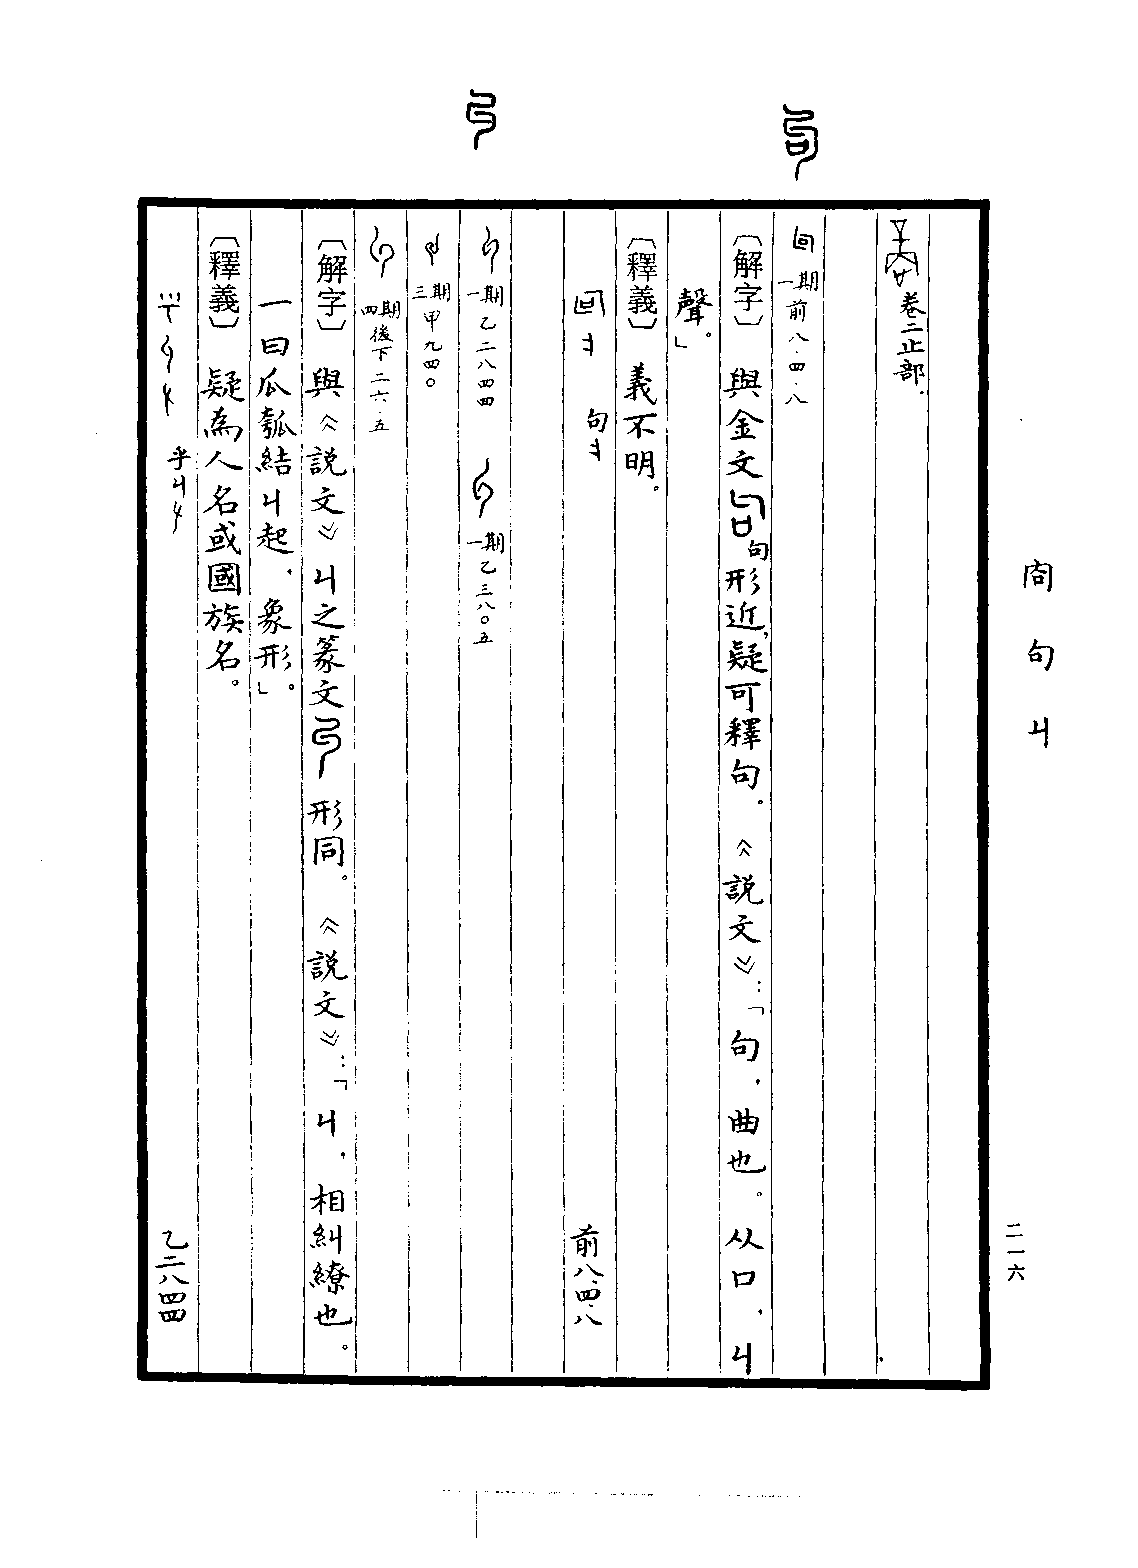 商 句 丩
二一六
卷二止部.
一期 前八.四.八
〔解字〕 與金文 句 形近,疑可釋句。《說文》:「句,曲也。从口,丩
聲。」
〔釋義〕 義不明。
句 前八.四.八
一期 乙二八四四 一期 乙三八〇五
三期 甲九四〇
四期 後下二六.五
〔解字〕 與《說文》丩之篆文 形同。《說文》:「丩,相糾繚也。
一曰瓜瓠結丩起,象形。」
〔釋義〕 疑為人名或國族名。
乎丩 乙二八四四